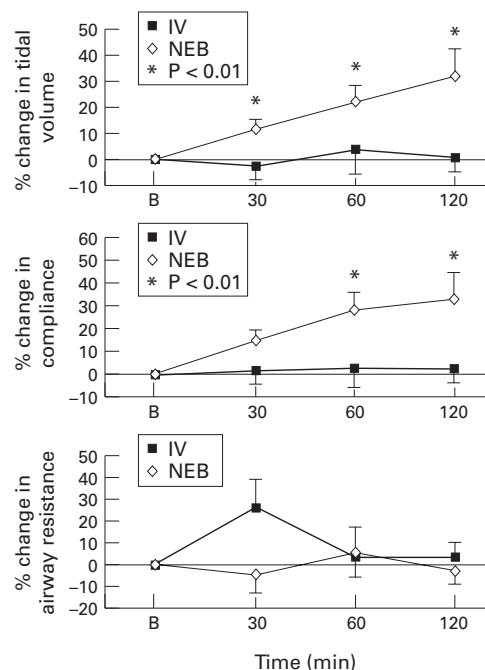 % change in tidal
volume
IV
NEB
* P < 0.01
50
40
30
20
10
0
−10
*
*
*
B
30
60
120
% change in
compliance
IV
NEB
* P < 0.01
60
50
40
30
20
10
0
−10
*
*
B
30
60
120
% change in
airway resistance
IV
NEB
50
40
30
20
10
0
−10
−20
B
30
60
120
Time (min)